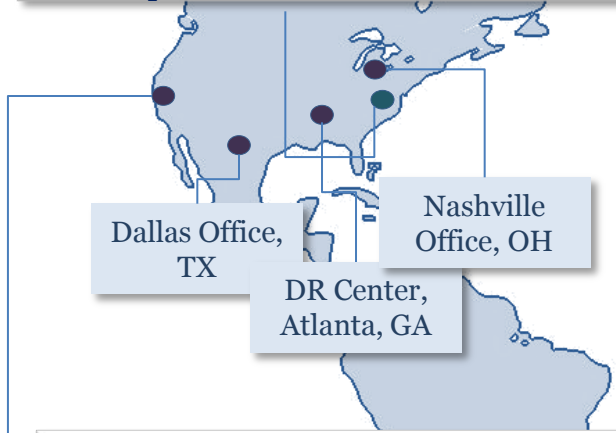 Nashville
Office, OH
Dallas Office,
TX
DR Center,
Atlanta, GA